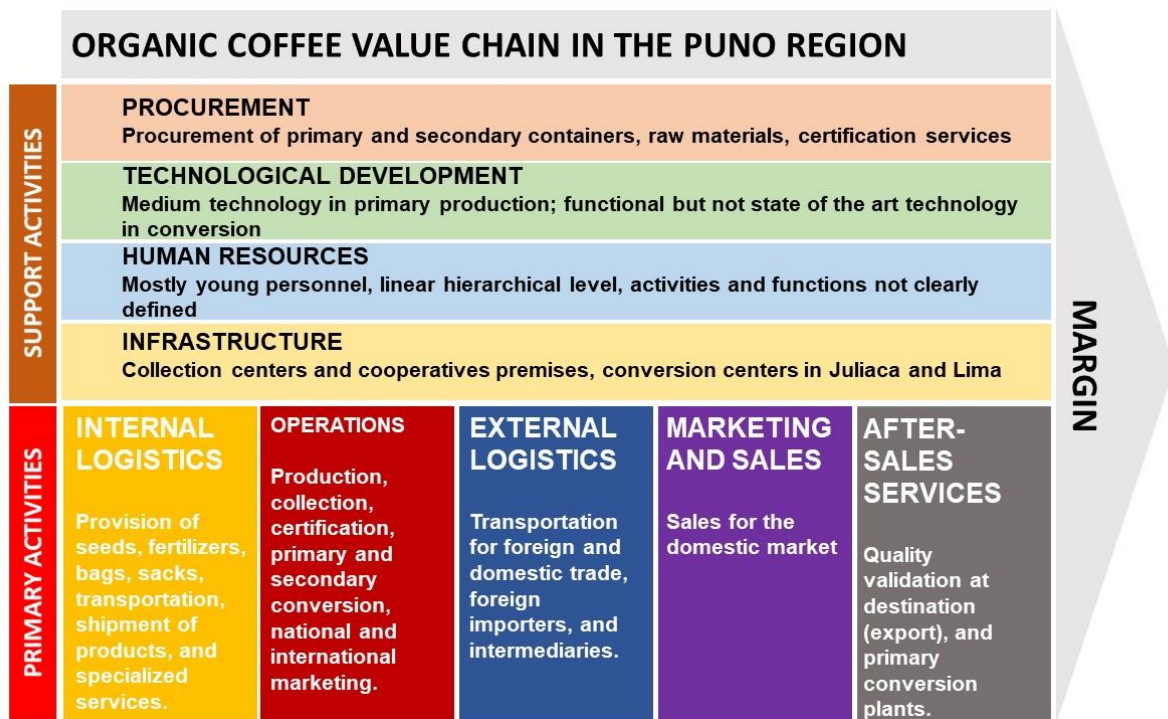 ORGANIC COFFEE VALUE CHAIN IN THE PUNO REGION
SUPPORT ACTIVITIES
PROCUREMENT
Procurement of primary and secondary containers, raw materials, certification services
TECHNOLOGICAL DEVELOPMENT
Medium technology in primary production; functional but not state of the art technology
in conversion
HUMAN RESOURCES
Mostly young personnel, linear hierarchical level, activities and functions not clearly
defined
INFRASTRUCTURE
Collection centers and cooperatives premises, conversion centers in Juliaca and Lima
PRIMARY ACTIVITIES
INTERNAL
LOGISTICS
Provision of
seeds, fertilizers,
bags, sacks,
transportation,
shipment of
products, and
specialized
services.
OPERATIONS
Production,
collection,
certification,
primary and
secondary
conversion,
national and
international
marketing.
EXTERNAL
LOGISTICS
Transportation
for foreign and
domestic trade,
foreign
importers, and
intermediaries.
MARKETING
AND SALES
Sales for the
domestic market
AFTER-
SALES
SERVICES
Quality
validation at
destination
(export), and
primary
conversion
plants.
MARGIN